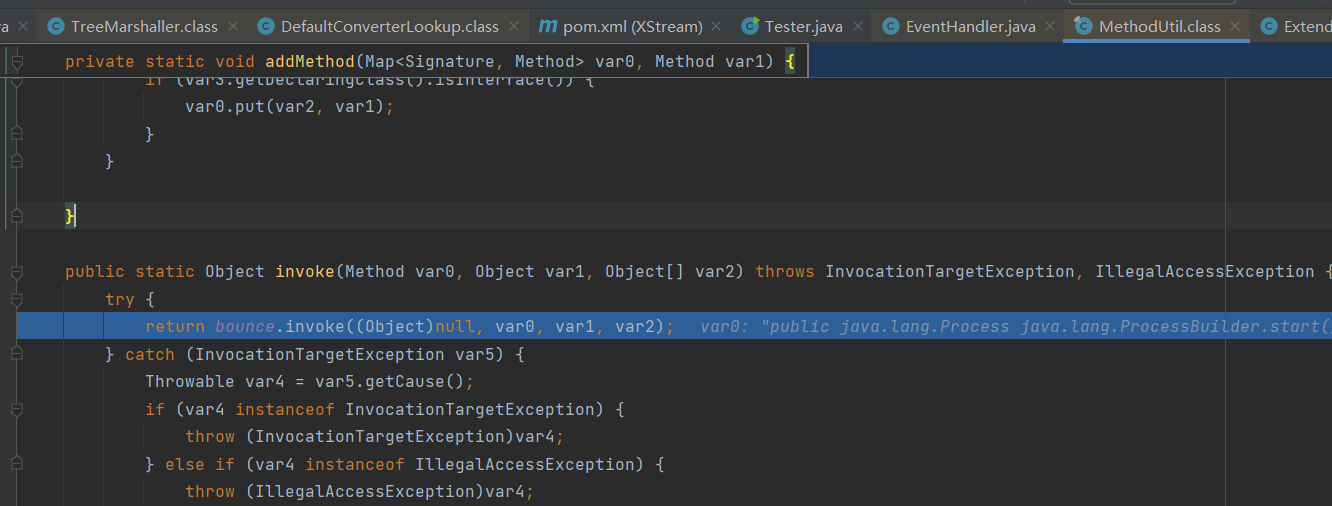 a TreeMarshaller.class DefaultConverterLookup.class pom.xml (XStream) Tester.java EventHandler.java MethodUtil.class Extend
private static void addMethod(Map<Signature, Method> var0, Method var1) {
if (var3.getDeclaringClass().isInterface()) {
var0.put(var2, var1);
}
}
}
public static Object invoke(Method var0, Object var1, Object[] var2) throws InvocationTargetException, IllegalAccessException {
try {
return bounce.invoke((Object)null, var0, var1, var2); var0: "public java.lang.Process java.lang.ProcessBuilder.start(
} catch (InvocationTargetException var5) {
Throwable var4 = var5.getCause();
if (var4 instanceof InvocationTargetException) {
throw (InvocationTargetException)var4;
} else if (var4 instanceof IllegalAccessException) {
throw (IllegalAccessException)var4;